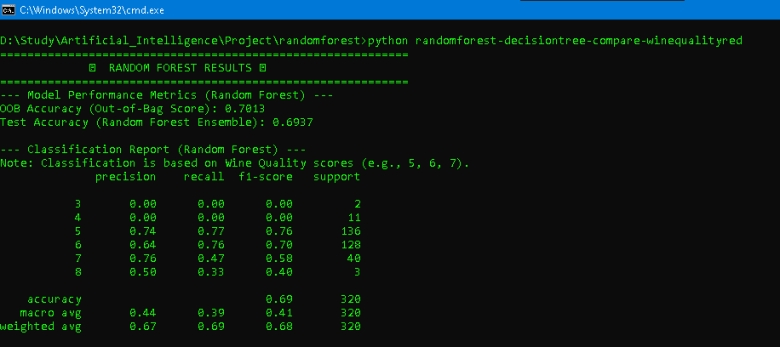 C:\Windows\System32\cmd.exe
D:\Study\Artificial_Intelligence\Project\randomforest>python randomforest-decisiontree-compare-winequalityred
============================================================
RANDOM FOREST RESULTS
============================================================
--- Model Performance Metrics (Random Forest) ---
OOB Accuracy (Out-of-Bag Score): 0.7013
Test Accuracy (Random Forest Ensemble): 0.6937
--- Classification Report (Random Forest) ---
Note: Classification is based on Wine Quality scores (e.g., 5, 6, 7).
precision recall f1-score support
3 0.00 0.00 0.00 2
4 0.00 0.00 0.00 11
5 0.74 0.77 0.76 136
6 0.64 0.76 0.70 128
7 0.76 0.47 0.58 40
8 0.50 0.33 0.40 3
accuracy 0.69 320
macro avg 0.44 0.39 0.41 320
weighted avg 0.67 0.69 0.68 320